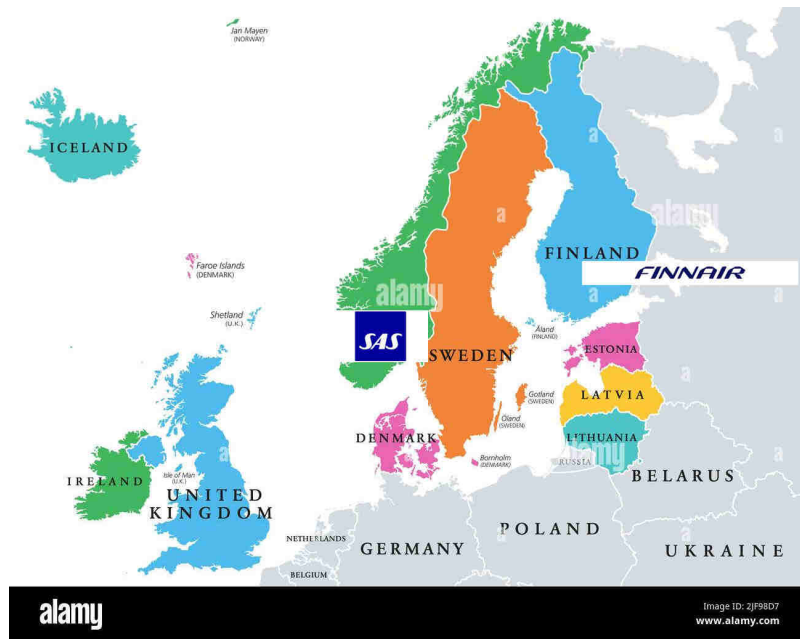 Jan Mayen
(NORWAY)
ICELAND
FINLAND
FINNAIR
Faroe Islands
(DENMARK)
alamy
alamy
Shetland
(U.K.)
Åland
(FINLAND)
SAS
SWEDEN
ESTONIA
Gotland
(SWEDEN)
LATVIA
Öland
(SWEDEN)
DENMARK
LITHUANIA
alamy
Bornholm
(DENMARK)
RUSSIA
BELARUS
Isle of Man
(U.K.)
IRELAND
UNITED
KINGDOM
POLAND
NETHERLANDS
GERMANY
UKRAINE
BELGIUM
a
a
a
a
a
a
a
a
alamy
Image ID: 2JF98D7
www.alamy.com